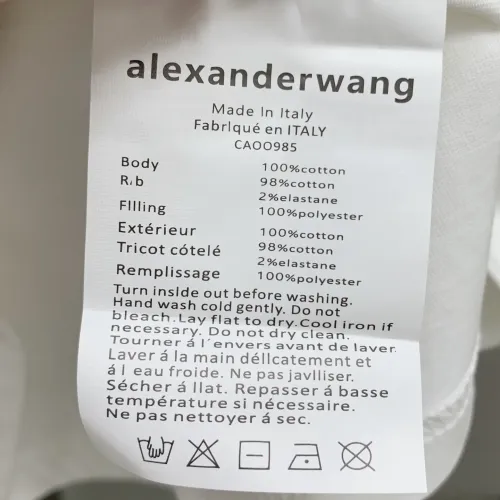 alexanderwang
Made In Italy
Fabrlqué en ITALY
CAOO985
Body 100%cotton
Rib 98%cotton
2%elastane
FIlling 100%polyester
Extérieur 100%cotton
Tricot cótelé 98%cotton
2%elastane
Remplissage 100%polyester
Turn inslde out before washing.
Hand wash cold gently. Do not
bleach.Lay flat to dry.Cool iron if
necessary. Do not dry clean.
Tourner á l'envers avant de laver.
Laver á la main déllcatement et
á l eau froide. Ne pas javlliser.
Sécher á llat. Repasser á basse
température si nécessaire.
Ne pas nettoyer á sec.